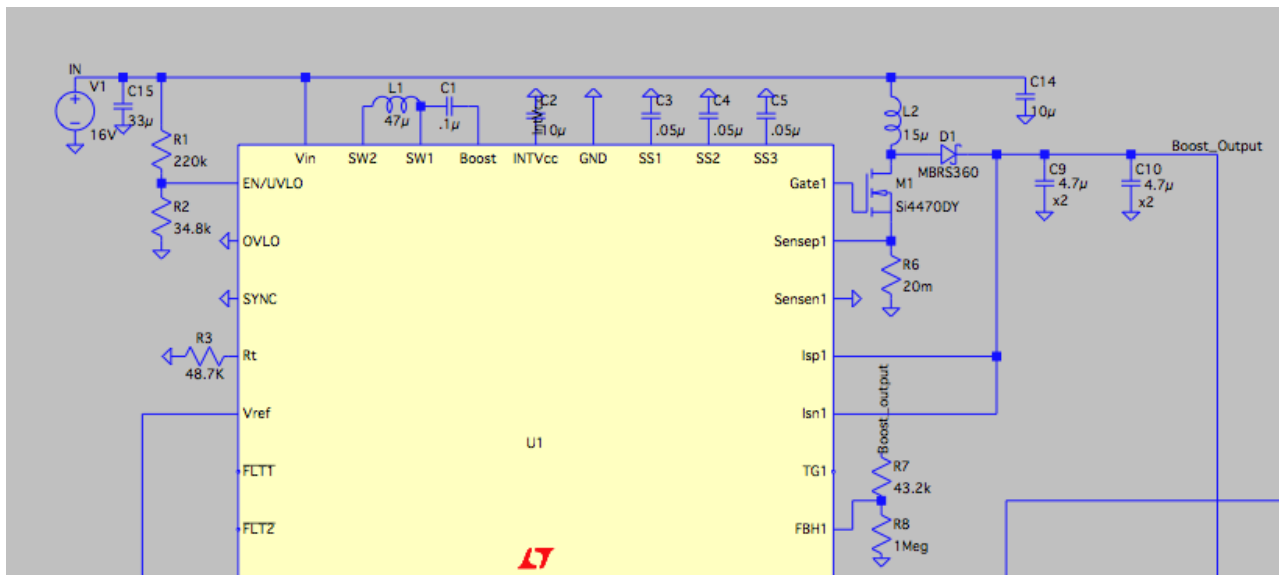 IN
V1
16V
C15
33µ
R1
220k
R2
34.8k
L1
47µ
C1
.1µ
C2
10µ
IntVcc
C3
.05µ
C4
.05µ
C5
.05µ
L2
15µ
D1
MBRS360
C14
10µ
Boost_Output
C9
4.7µ
x2
C10
4.7µ
x2
M1
Si4470DY
R6
20m
R3
48.7K
Vin
SW2
SW1
Boost
INTVcc
GND
SS1
SS2
SS3
EN/UVLO
OVLO
SYNC
Rt
Vref
FLT1
FLT2
Gate1
Sensep1
Sensen1
Isp1
Isn1
TG1
FBH1
U1
Boost_output
R7
43.2k
R8
1Meg